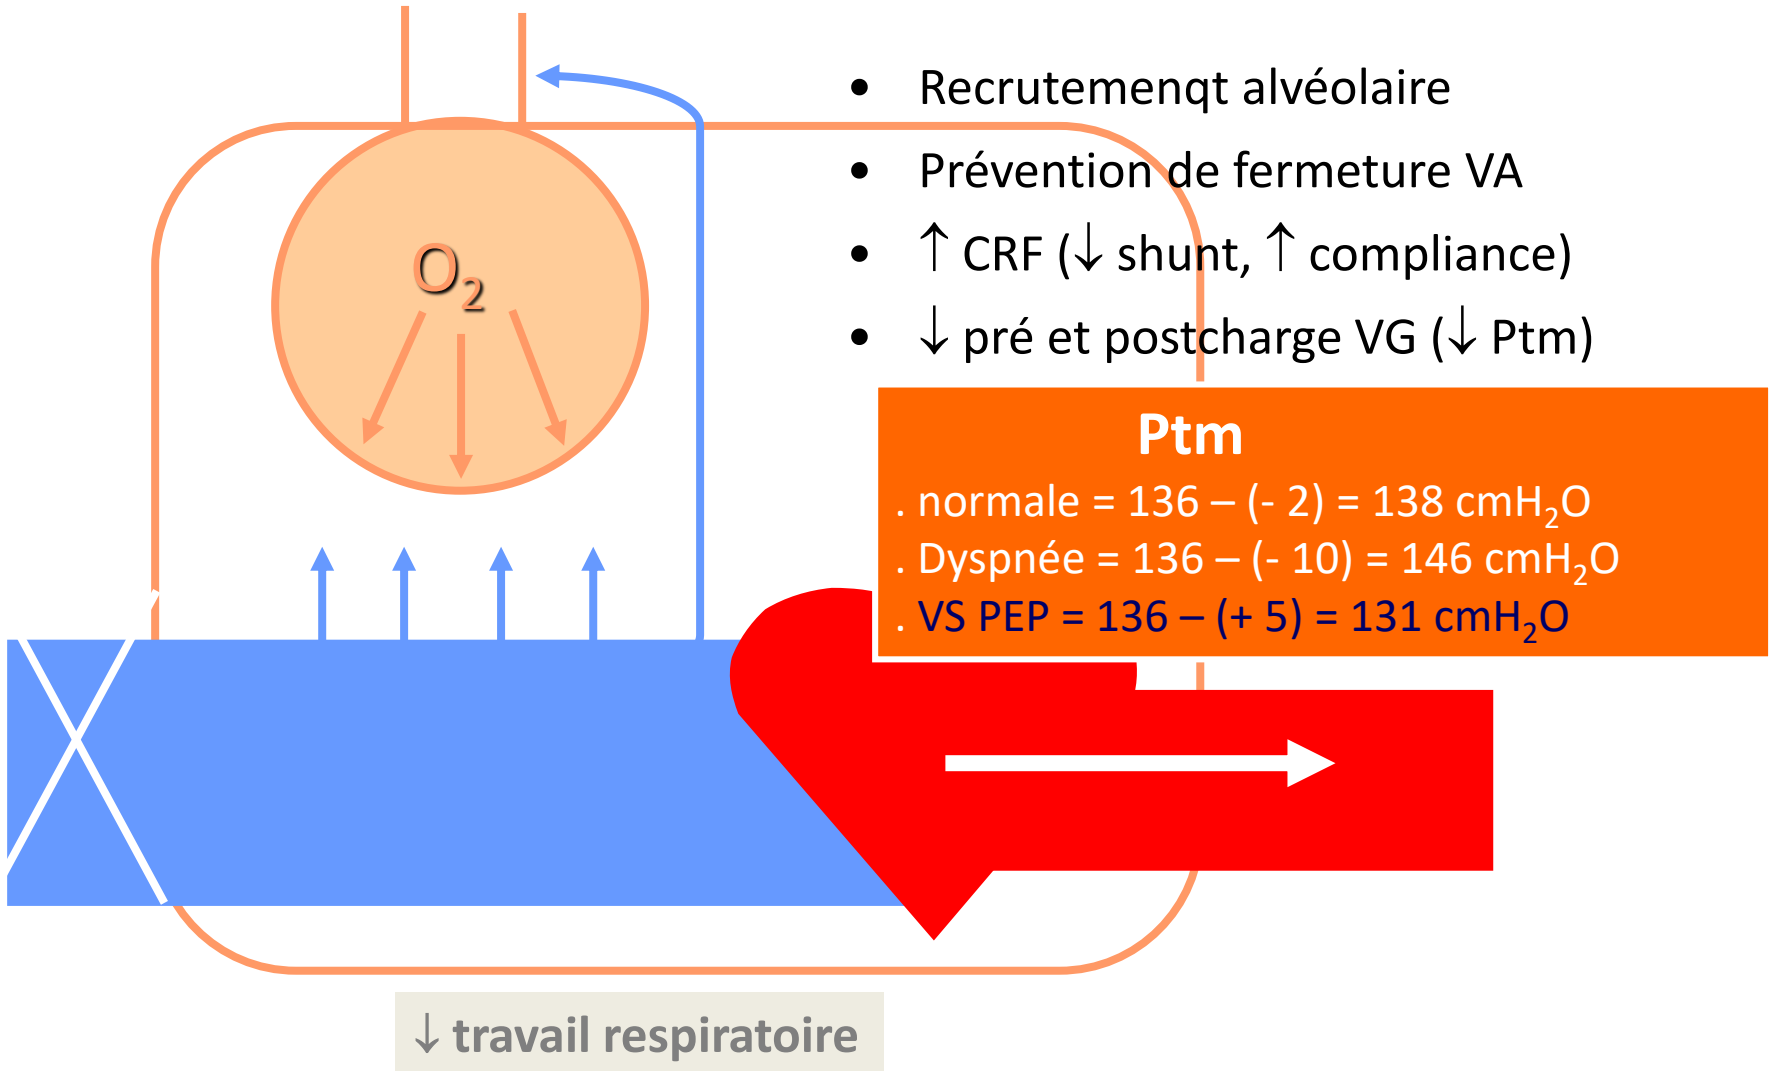 • Recrutemenqt alvéolaire
• Prévention de fermeture VA
• ↑ CRF (↓ shunt, ↑ compliance)
• ↓ pré et postcharge VG (↓ Ptm)
O₂
Ptm
. normale = 136 – (- 2) = 138 cmH₂O
. Dyspnée = 136 – (- 10) = 146 cmH₂O
. VS PEP = 136 – (+ 5) = 131 cmH₂O
↓ travail respiratoire